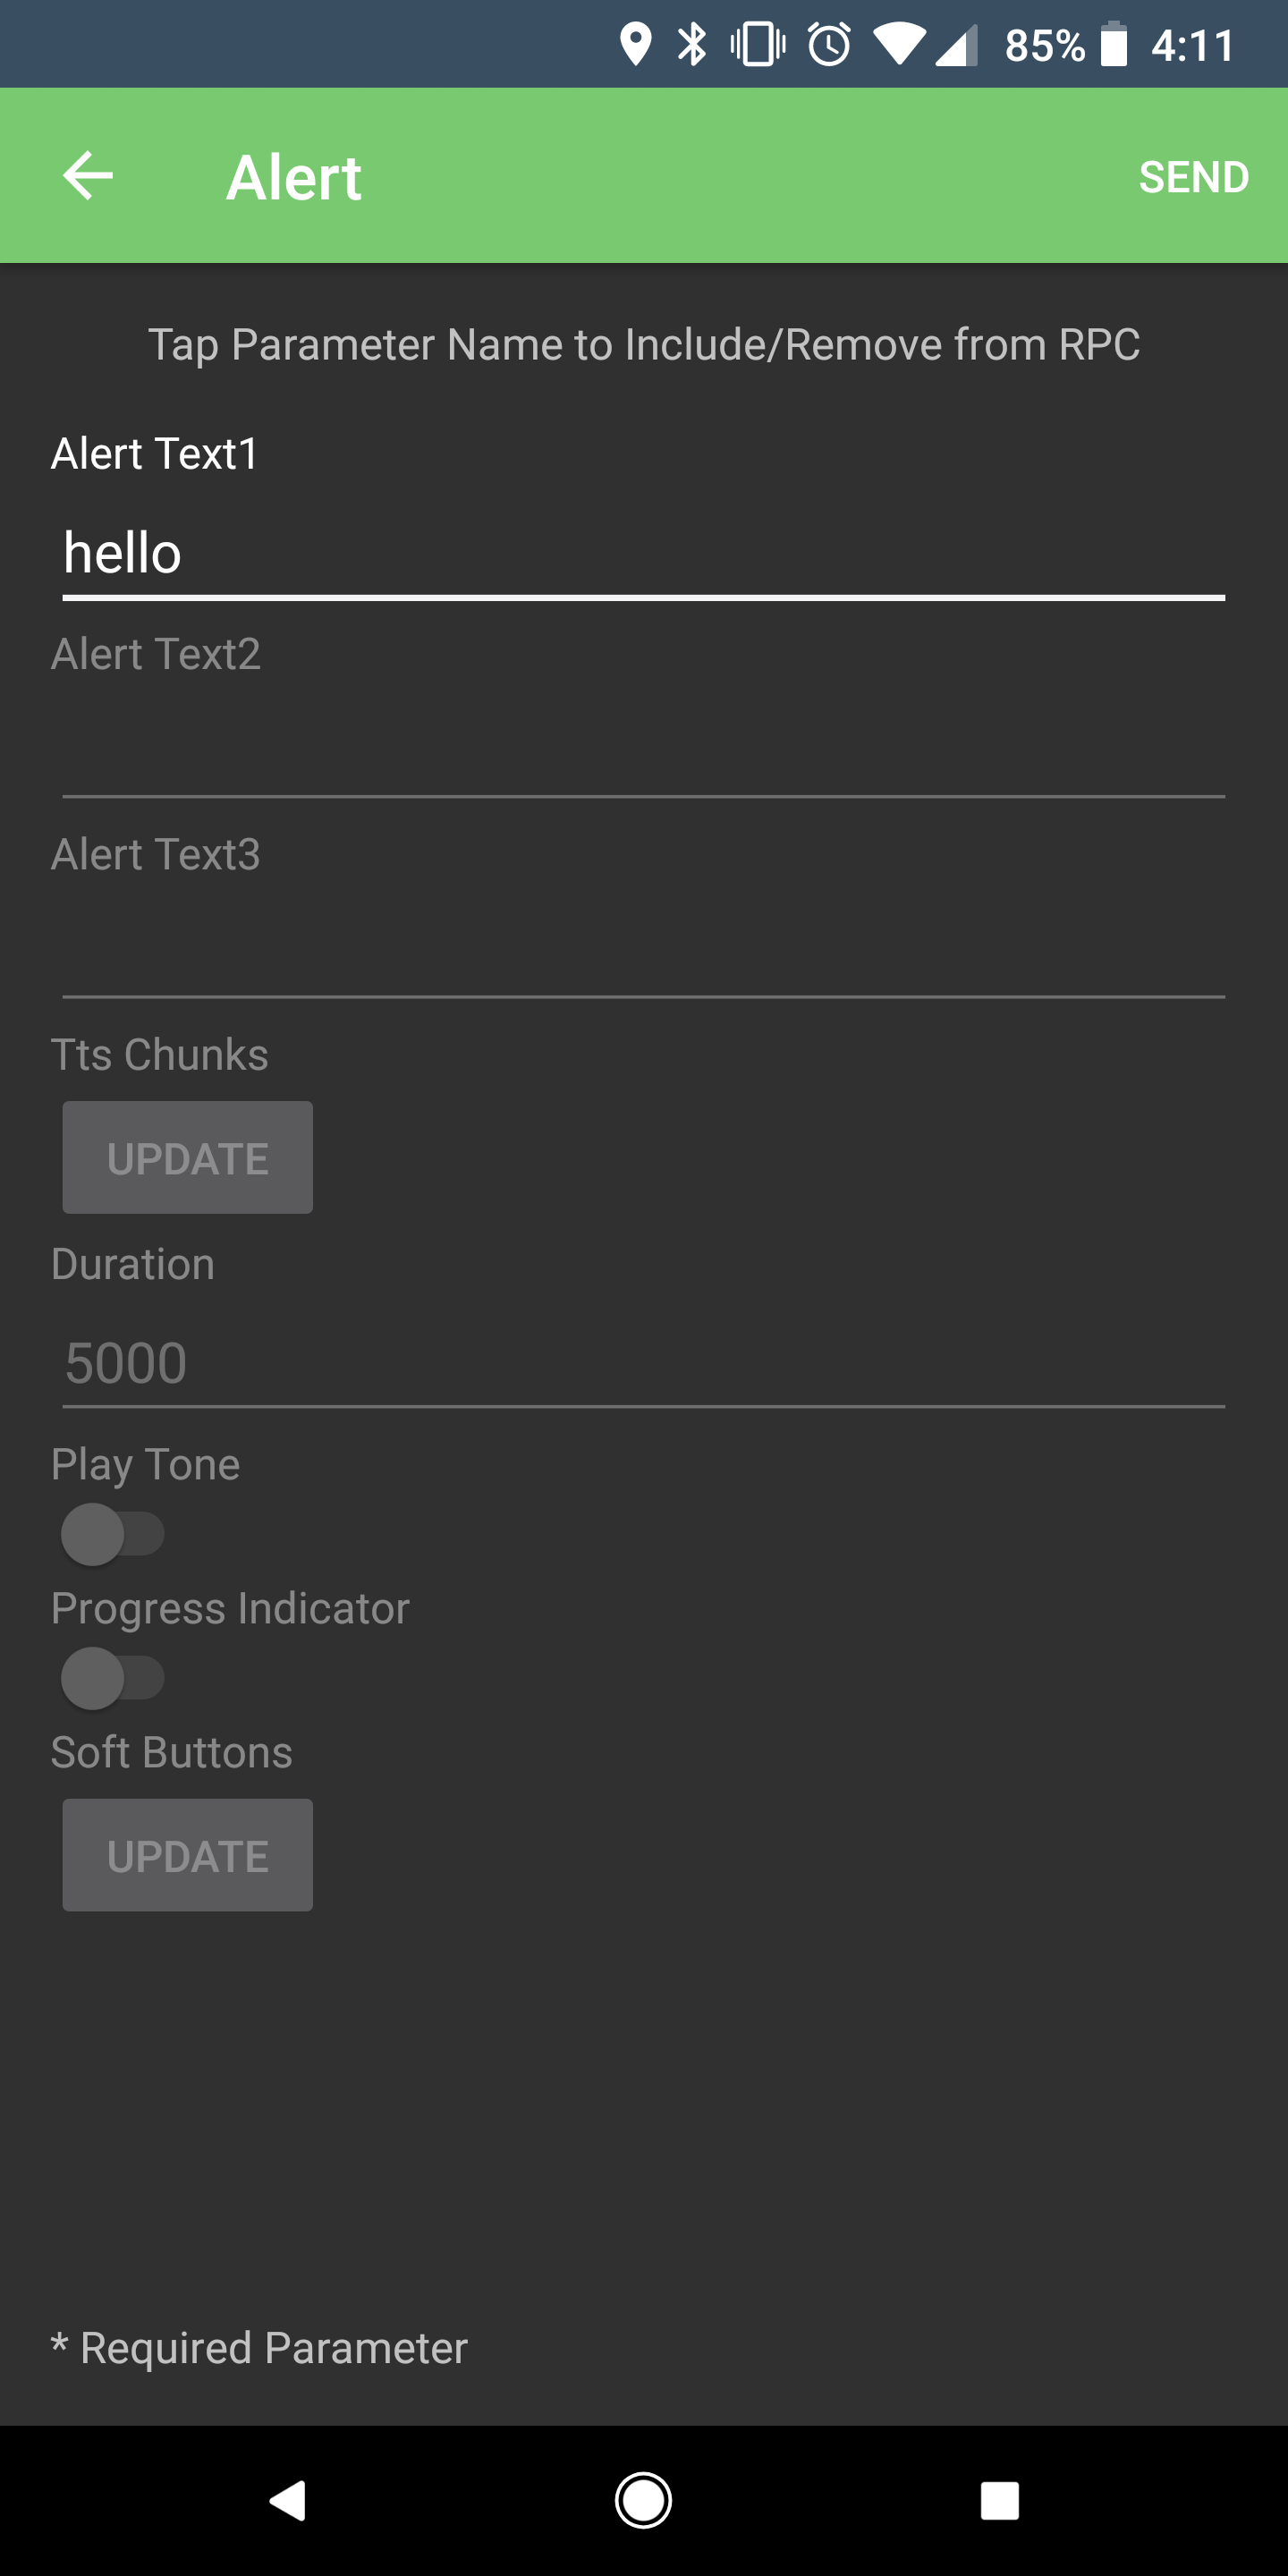 85% 4:11
Alert SEND
Tap Parameter Name to Include/Remove from RPC
Alert Text1
hello
Alert Text2
Alert Text3
Tts Chunks
UPDATE
Duration
5000
Play Tone
Progress Indicator
Soft Buttons
UPDATE
* Required Parameter